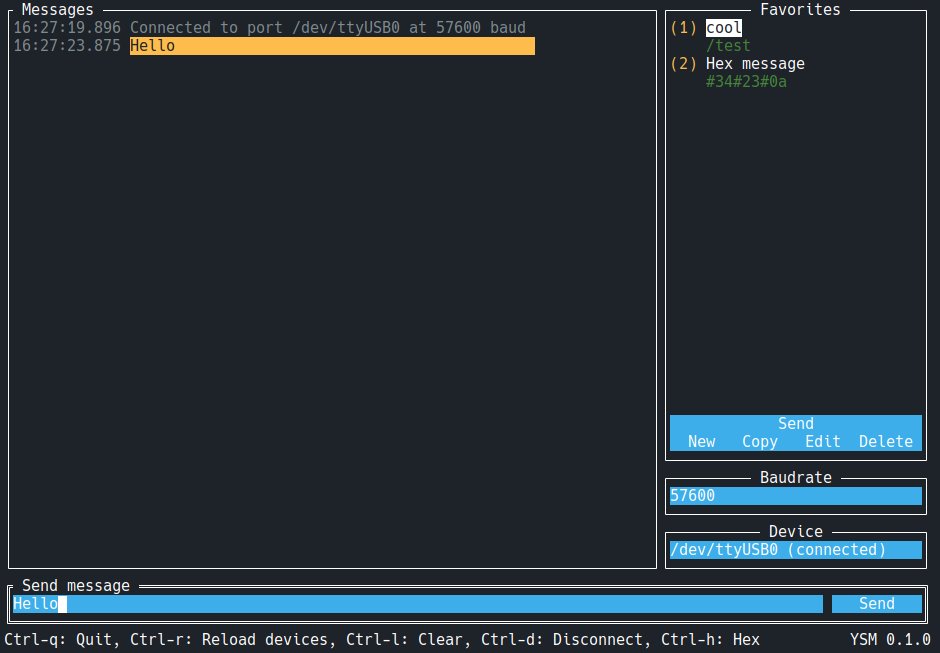 Messages
16:27:19.896 Connected to port /dev/ttyUSB0 at 57600 baud
16:27:23.875 Hello
Favorites
(1) cool
/test
(2) Hex message
#34#23#0a
Send
New Copy Edit Delete
Baudrate
57600
Device
/dev/ttyUSB0 (connected)
Send message
Hello
Send
Ctrl-q: Quit, Ctrl-r: Reload devices, Ctrl-l: Clear, Ctrl-d: Disconnect, Ctrl-h: Hex
YSM 0.1.0